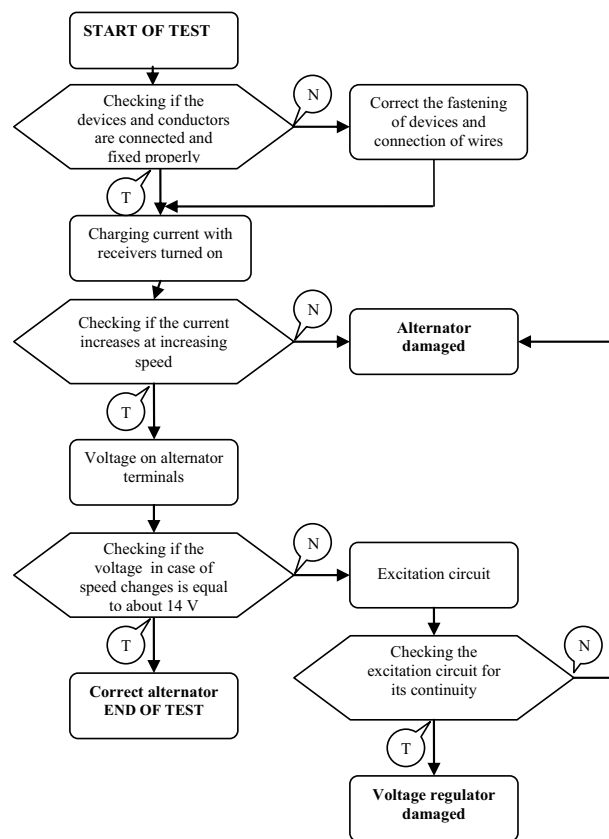 START OF TEST
N
Checking if the
devices and conductors
are connected and
fixed properly
Correct the fastening
of devices and
connection of wires
T
Charging current with
receivers turned on
N
Checking if the current
increases at increasing
speed
Alternator
damaged
T
Voltage on alternator
terminals
N
Checking if the
voltage in case of
speed changes is equal
to about 14 V
Excitation circuit
T
Checking the
excitation circuit for
its continuity
N
Correct alternator
END OF TEST
T
Voltage regulator
damaged